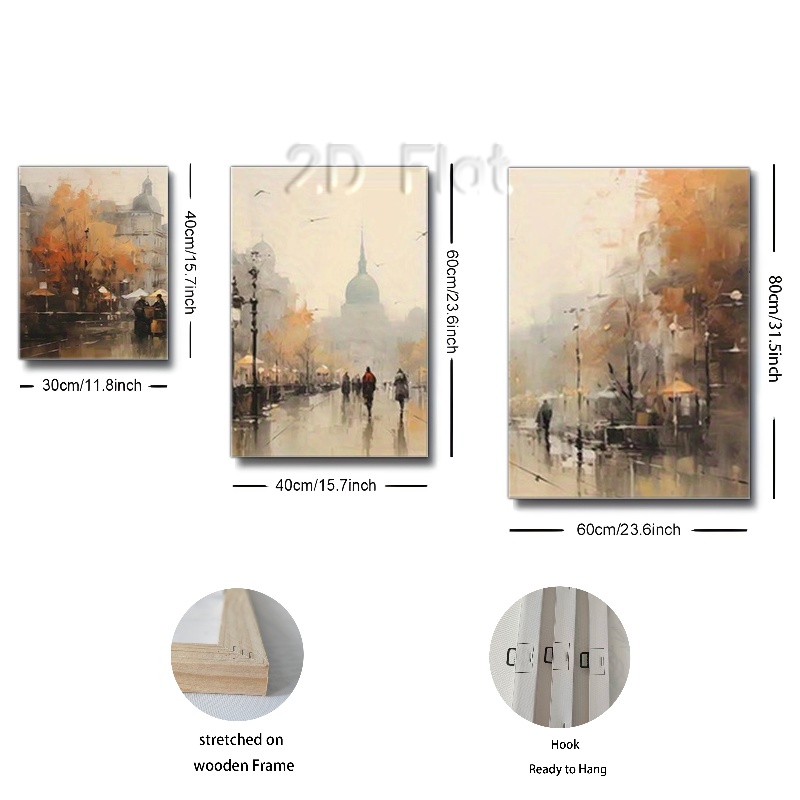 2D Flat
40cm/15.7inch
30cm/11.8inch
60cm/23.6inch
40cm/15.7inch
80cm/31.5inch
60cm/23.6inch
stretched on
wooden Frame
Hook
Ready to Hang